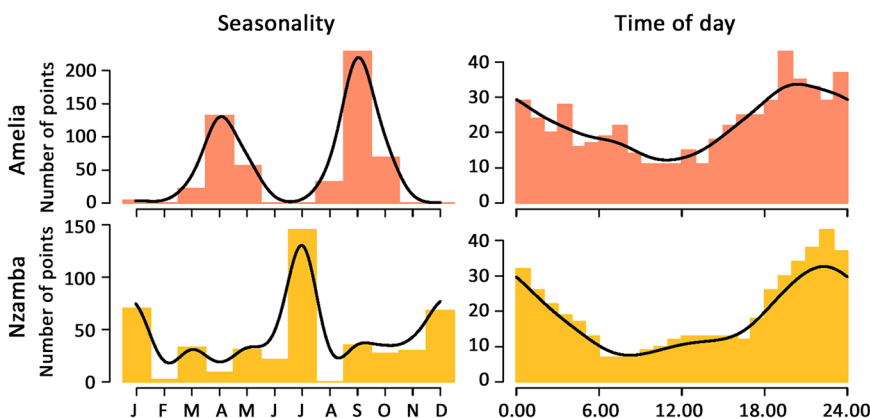 Seasonality
Time of day
Amelia
Number of points
200
150
100
50
0
40
30
20
10
0
Nzamba
Number of points
150
100
50
0
40
30
20
10
0
J F M A M J J A S O N D
0.00 6.00 12.00 18.00 24.00